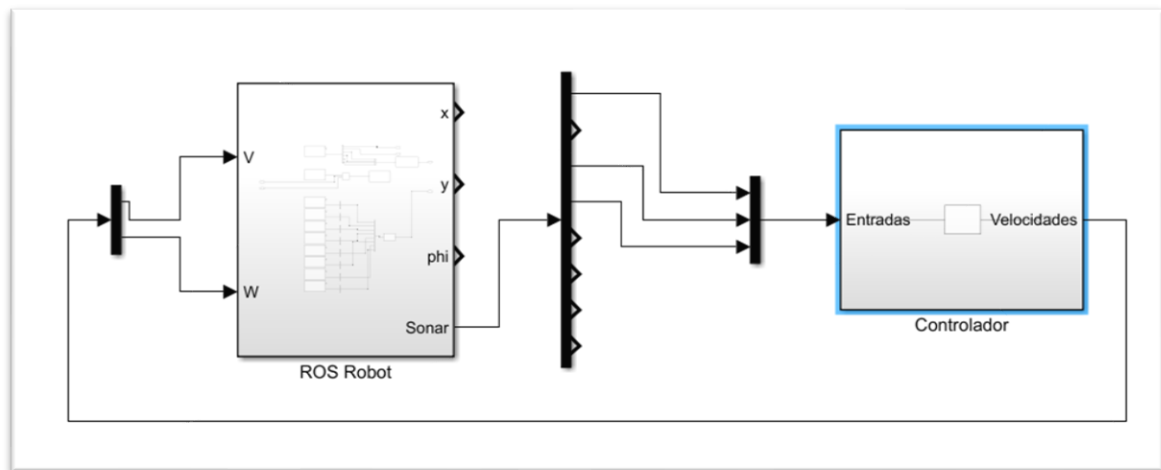 x
V
y
phi
W
Sonar
ROS Robot
Entradas
Velocidades
Controlador